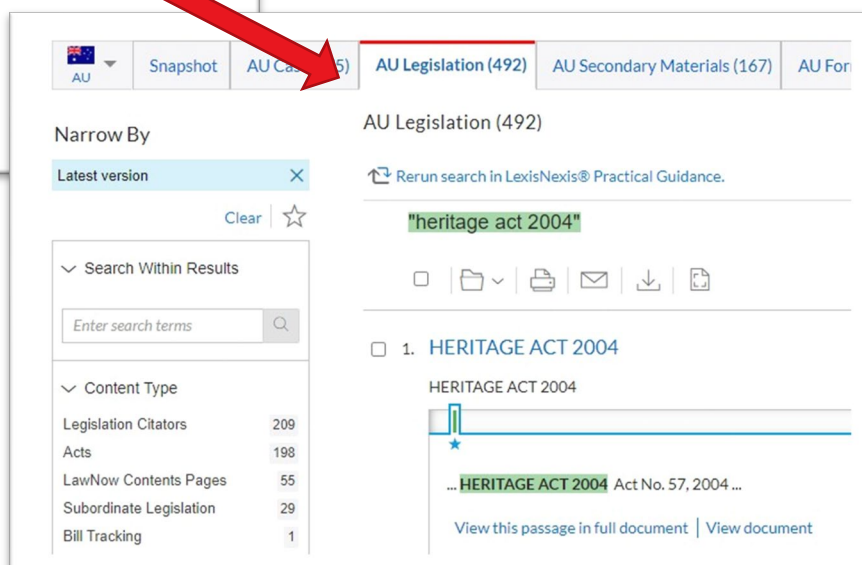 AU
Snapshot
AU
5)
AU Legislation (492)
AU Secondary Materials (167)
AU For
Narrow By
Latest version
Clear
Search Within Results
Enter search terms
Content Type
Legislation Citators 209
Acts 198
LawNow Contents Pages 55
Subordinate Legislation 29
Bill Tracking 1
AU Legislation (492)
Rerun search in LexisNexis® Practical Guidance.
"heritage act 2004"
1. HERITAGE ACT 2004
HERITAGE ACT 2004
... HERITAGE ACT 2004 Act No. 57, 2004 ...
View this passage in full document | View document